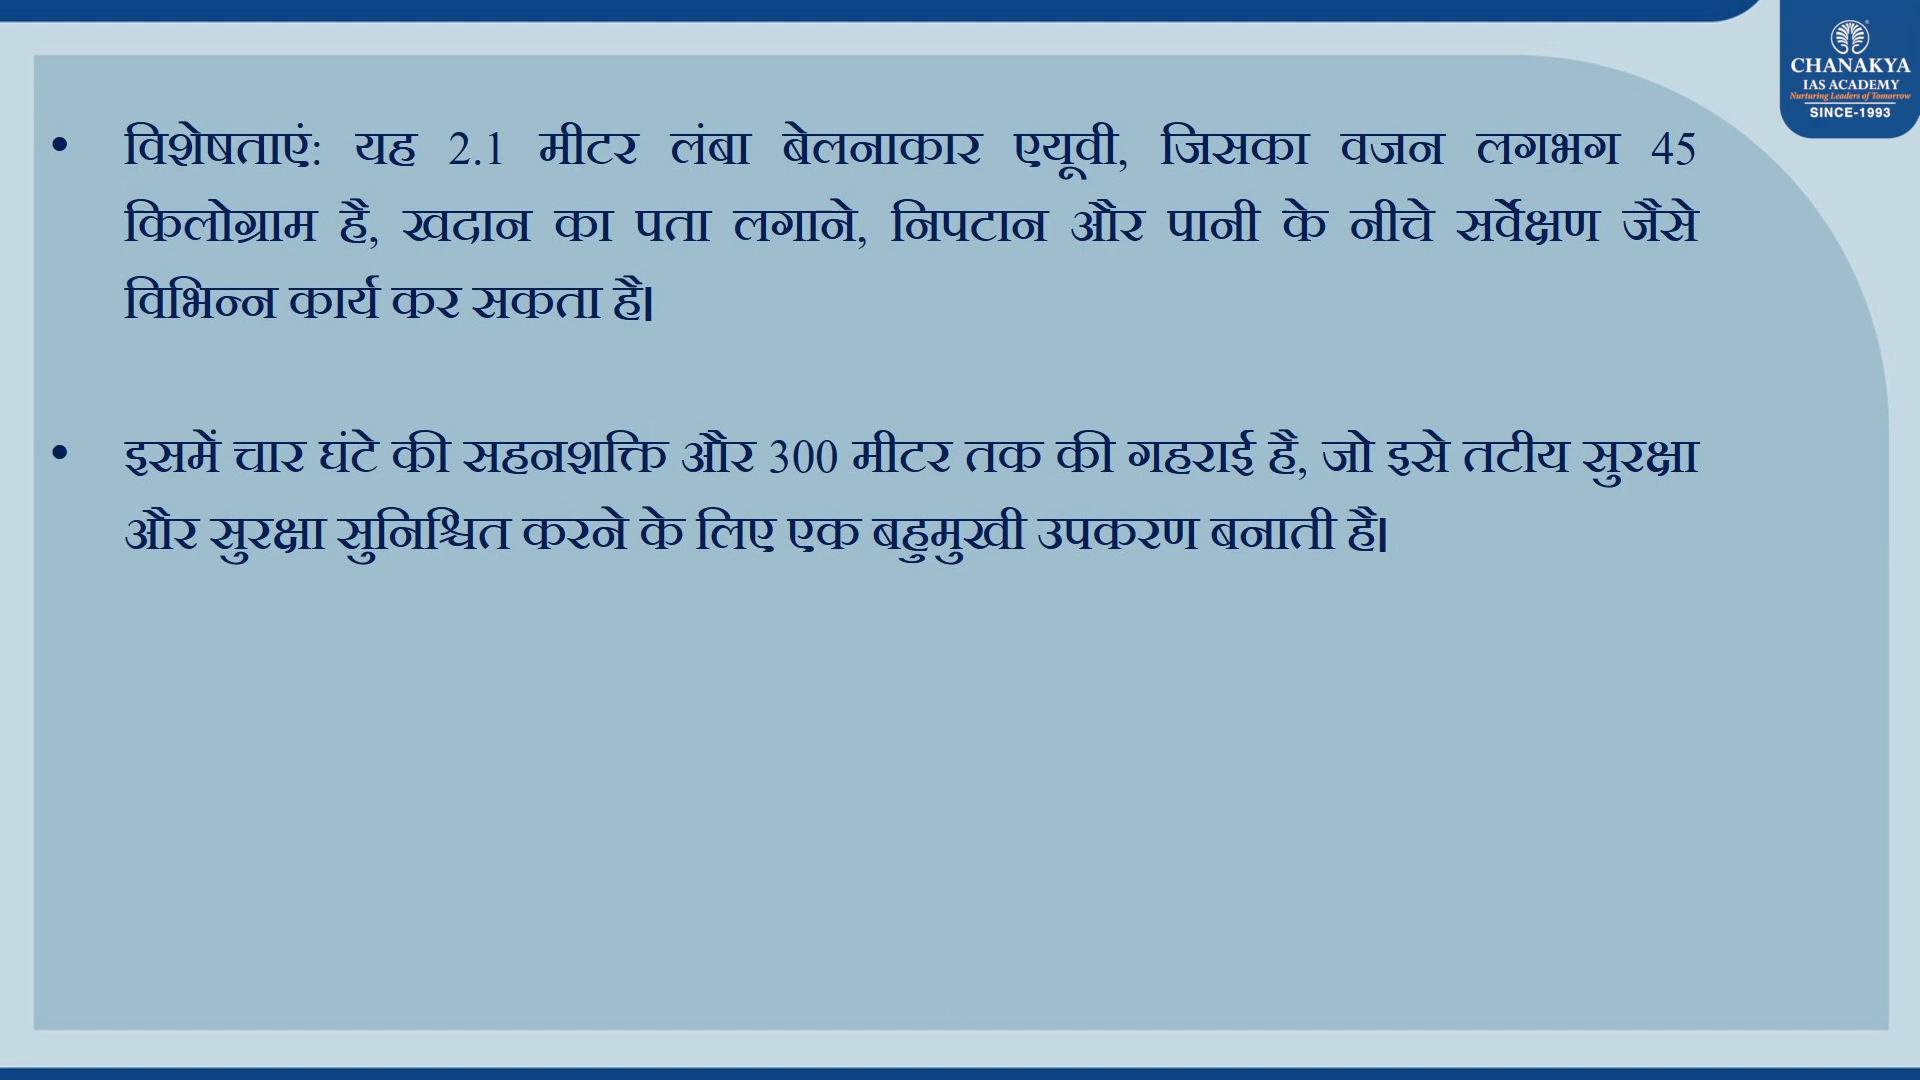 CHANAKYA
IAS ACADEMY
Nurturing Leaders of Tomorrow
SINCE-1993
• विशेषताएं: यह 2.1 मीटर लंबा बेलनाकार एयूवी, जिसका वजन लगभग 45
किलोग्राम है, खदान का पता लगाने, निपटान और पानी के नीचे सर्वेक्षण जैसे
विभिन्न कार्य कर सकता है।
• इसमें चार घंटे की सहनशक्ति और 300 मीटर तक की गहराई है, जो इसे तटीय सुरक्षा
और सुरक्षा सुनिश्चित करने के लिए एक बहुमुखी उपकरण बनाती है।